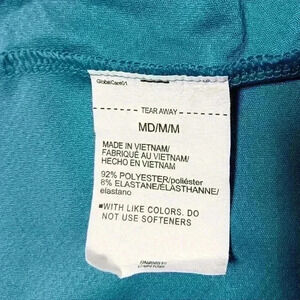 GlobalCare01
TEAR AWAY
MD/M/M
MADE IN VIETNAM/
FABRIQUÉ AU VIETNAM/
HECHO EN VIETNAM
92% POLYESTER/poliéster
8% ELASTANE/ÉLASTHANNE/
elastano
■WITH LIKE COLORS. DO
NOT USE SOFTENERS